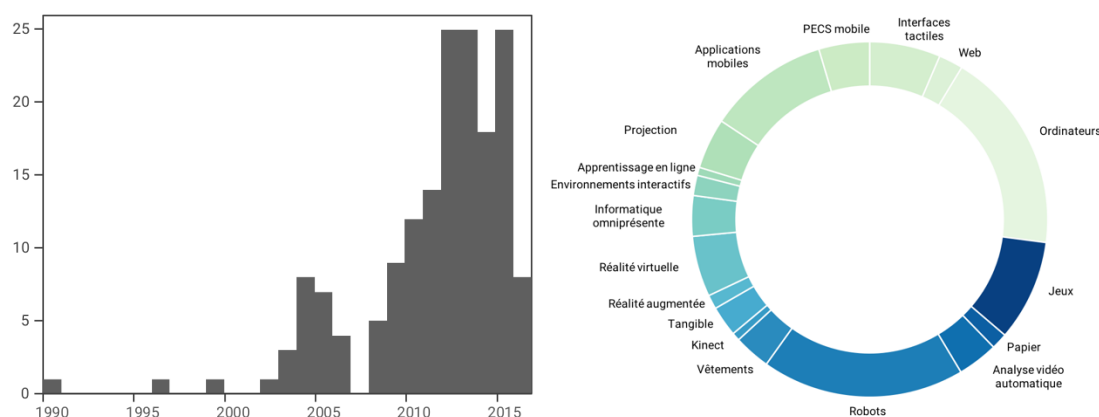 25
20
15
10
5
0
1990
1995
2000
2005
2010
2015
PECS mobile
Interfaces
tactiles
Web
Applications
mobiles
Ordinateurs
Projection
Apprentissage en ligne
Environnements interactifs
Informatique
omniprésente
Réalité virtuelle
Réalité augmentée
Tangible
Kinect
Vêtements
Robots
Analyse vidéo
automatique
Papier
Jeux